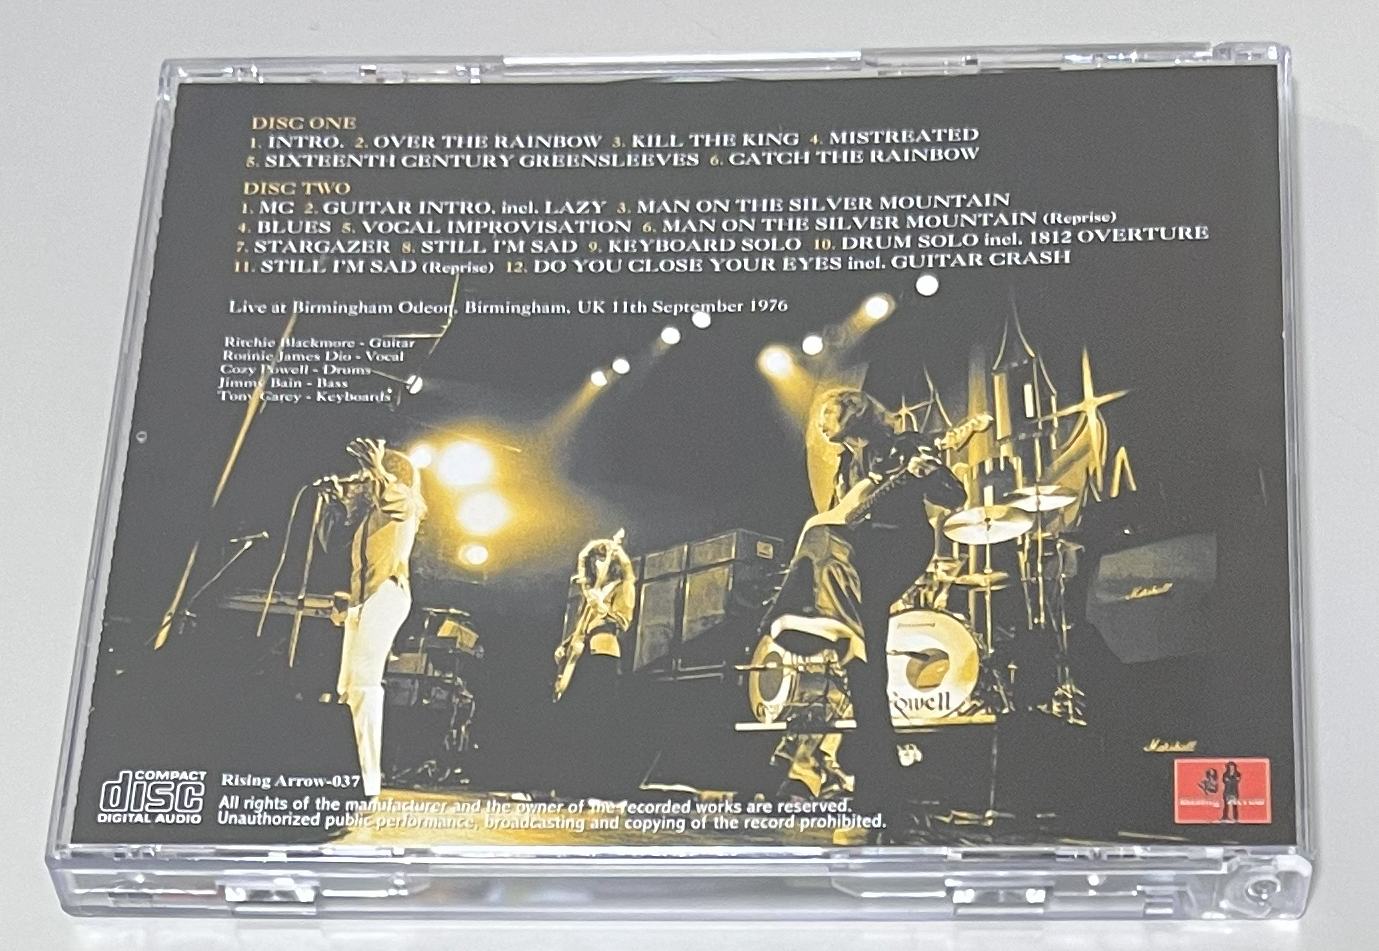 DISC ONE
1. INTRO. 2. OVER THE RAINBOW 3. KILL THE KING 4. MISTREATED
5. SIXTEENTH CENTURY GREENSLEEVES 6. CATCH THE RAINBOW
DISC TWO
1. MC 2. GUITAR INTRO, incl. LAZY 3. MAN ON THE SILVER MOUNTAIN
4. BLUES 5. VOCAL IMPROVISATION 6. MAN ON THE SILVER MOUNTAIN (Reprise)
7. STARGAZER 8. STILL I'M SAD 9. KEYBOARD SOLO 10. DRUM SOLO incl. 1812 OVERTURE
11. STILL I'M SAD (Reprise) 12. DO YOU CLOSE YOUR EYES incl. GUITAR CRASH
Live at Birmingham Odeon, Birmingham, UK 11th September 1976
Ritchie Blackmore - Guitar
Ronnie James Dio - Vocal
Cozy Powell - Drums
Jimmy Bain - Bass
Tony Carey - Keyboards
Marshall
Powell
Marshall
COMPACT
disc
DIGITAL AUDIO
Rising Arrow-037
All rights of the manufacturer and the owner of the recorded works are reserved.
Unauthorized public performance, broadcasting and copying of the record prohibited.
Rising Arrow